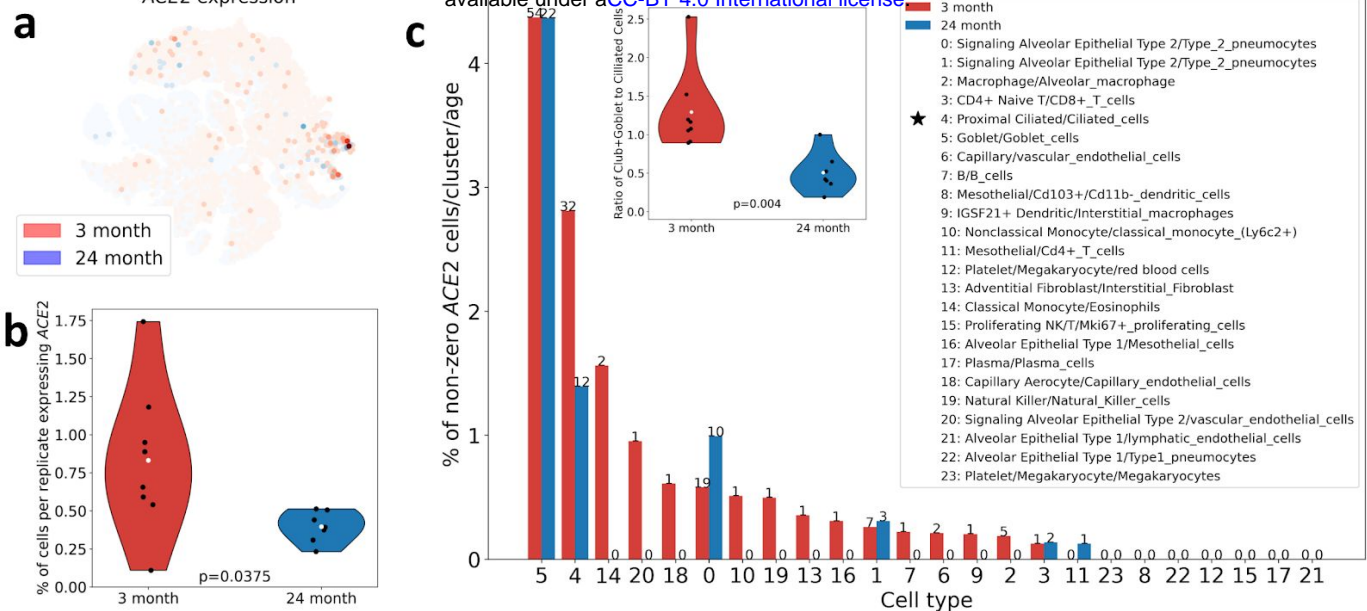 ACE2 expression
available under aCC-BY 4.0 International license.
a
3 month
24 month
b
% of cells per replicate expressing ACE2
1.75
1.50
1.25
1.00
0.75
0.50
0.25
0.00
p=0.0375
3 month
24 month
c
% of non-zero ACE2 cells/cluster/age
4
3
2
1
0
54 22
32 12
2 0
1 0
1 0
19 10
1 0
1 0
1 0
1 0
7 3
1 0
2 0
1 0
5 0
1 2
0 1
0 0
0 0
0 0
0 0
0 0
0 0
0 0
5 4 14 20 18 0 10 19 13 16 1 7 6 9 2 3 11 23 8 22 12 15 17 21
Cell type
Ratio of Club+Goblet to Cilliated Cells
2.5
2.0
1.5
1.0
0.5
0.0
p=0.004
3 month
24 month
3 month
24 month
0: Signaling Alveolar Epithelial Type 2/Type_2_pneumocytes
1: Signaling Alveolar Epithelial Type 2/Type_2_pneumocytes
2: Macrophage/Alveolar_macrophage
3: CD4+ Naive T/CD8+_T_cells
★ 4: Proximal Ciliated/Ciliated_cells
5: Goblet/Goblet_cells
6: Capillary/vascular_endothelial_cells
7: B/B_cells
8: Mesothelial/Cd103+/Cd11b-_dendritic_cells
9: IGSF21+ Dendritic/Interstitial_macrophages
10: Nonclassical Monocyte/classical_monocyte_(Ly6c2+)
11: Mesothelial/Cd4+_T_cells
12: Platelet/Megakaryocyte/red blood cells
13: Adventitial Fibroblast/Interstitial_Fibroblast
14: Classical Monocyte/Eosinophils
15: Proliferating NK/T/Mki67+_proliferating_cells
16: Alveolar Epithelial Type 1/Mesothelial_cells
17: Plasma/Plasma_cells
18: Capillary Aerocyte/Capillary_endothelial_cells
19: Natural Killer/Natural_Killer_cells
20: Signaling Alveolar Epithelial Type 2/vascular_endothelial_cells
21: Alveolar Epithelial Type 1/lymphatic_endothelial_cells
22: Alveolar Epithelial Type 1/Type1_pneumocytes
23: Platelet/Megakaryocyte/Megakaryocytes